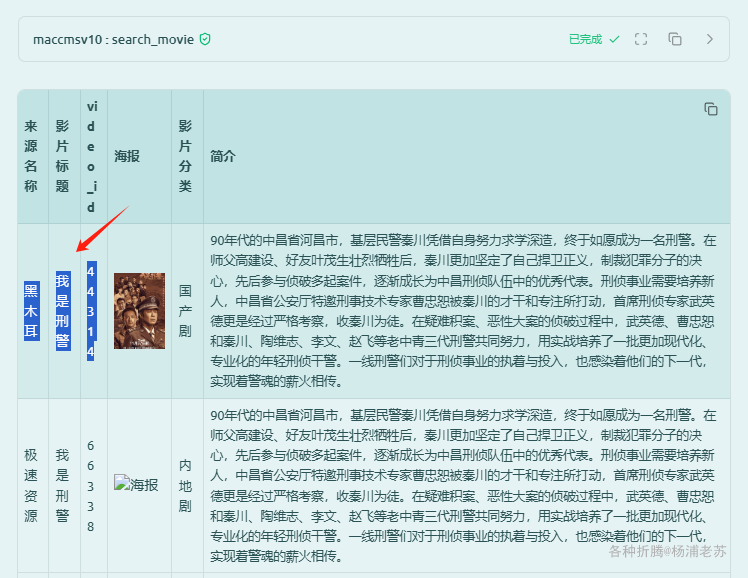 maccmsv10 : search_movie
已完成
来源名称
影片标题
video_id
海报
影片分类
简介
黑木耳
我是刑警
44314
国产剧
90年代的中昌省河昌市，基层民警秦川凭借自身努力求学深造，终于如愿成为一名刑警。在
师父高建设、好友叶茂生壮烈牺牲后，秦川更加坚定了自己捍卫正义，制裁犯罪分子的决
心，先后参与侦破多起案件，逐渐成长为中昌刑侦队伍中的优秀代表。刑侦事业需要培养新
人，中昌省公安厅特邀刑事技术专家曹忠恕被秦川的才干和专注所打动，首席刑侦专家武英
德更是经过严格考察，收秦川为徒。在疑难积案、恶性大案的侦破过程中，武英德、曹忠恕
和秦川、陶维志、李文、赵飞等老中青三代刑警共同努力，用实战培养了一批更加现代化、
专业化的年轻刑侦干警。一线刑警们对于刑侦事业的执着与投入，也感染着他们的下一代，
实现着警魂的薪火相传。
极速资源
我是刑警
66338
海报
内地剧
90年代的中昌省河昌市，基层民警秦川凭借自身努力求学深造，终于如愿成为一名刑警。在
师父高建设、好友叶茂生壮烈牺牲后，秦川更加坚定了自己捍卫正义，制裁犯罪分子的决
心，先后参与侦破多起案件，逐渐成长为中昌刑侦队伍中的优秀代表。刑侦事业需要培养新
人，中昌省公安厅特邀刑事技术专家曹忠恕被秦川的才干和专注所打动，首席刑侦专家武英
德更是经过严格考察，收秦川为徒。在疑难积案、恶性大案的侦破过程中，武英德、曹忠恕
和秦川、陶维志、李文、赵飞等老中青三代刑警共同努力，用实战培养了一批更加现代化、
专业化的年轻刑侦干警。一线刑警们对于刑侦事业的执着与投入，也感染着他们的下一代，
实现着警魂的薪火相传。
各种折腾@杨浦老苏